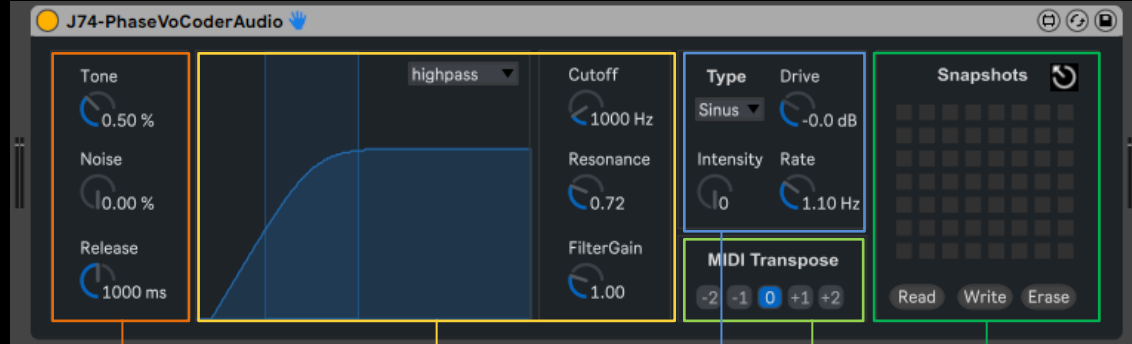 J74-PhaseVoCoderAudio
Tone
0.50 %
Noise
0.00 %
Release
1000 ms
highpass
Cutoff
1000 Hz
Resonance
0.72
FilterGain
1.00
Type
Drive
Sinus
-0.0 dB
Intensity
Rate
0
1.10 Hz
MIDI Transpose
-2 -1 0 +1 +2
Snapshots
Read Write Erase